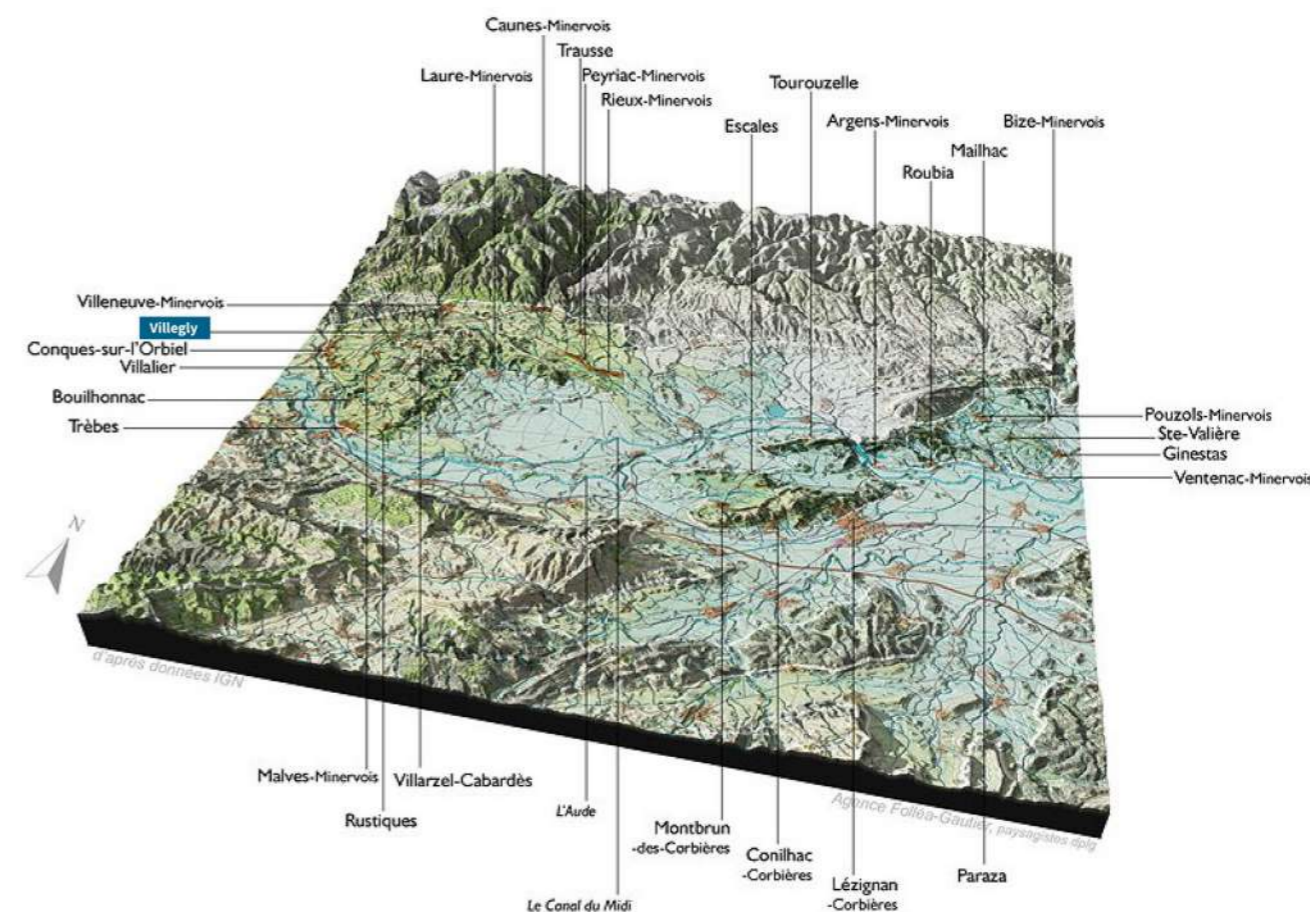 Caunes-Minervois
Trausse
Laure-Minervois
Peyriac-Minervois
Rieux-Minervois
Tourouzelle
Escales
Argens-Minervois
Bize-Minervois
Mailhac
Roubia
Villeneuve-Minervois
Villegly
Conques-sur-l'Orbiel
Villalier
Bouilhonnac
Trèbes
Pouzols-Minervois
Ste-Valière
Ginestas
Ventenac-Minervois
N
d'après données IGN
Malves-Minervois
Villarzel-Cabardès
Rustiques
L'Aude
Montbrun
-des-Corbières
Conilhac
-Corbières
Lézignan
-Corbières
Paraza
Le Canal du Midi
Agence Folléa-Gautier, paysagistes dplg